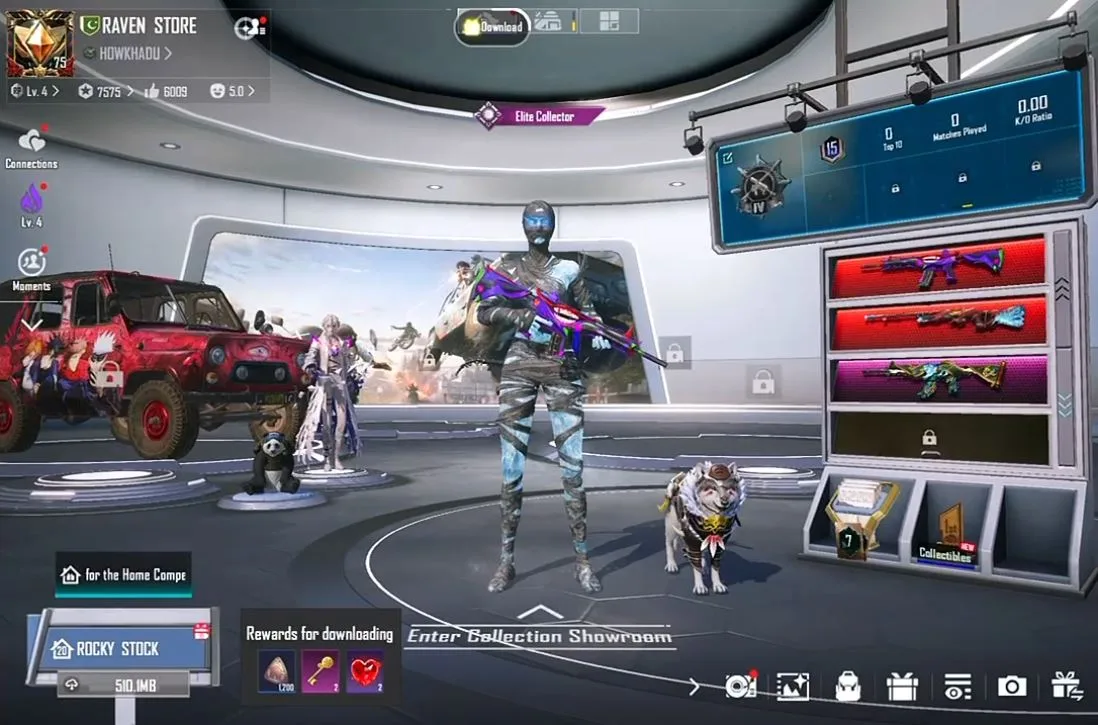 RAVEN STORE
Download
75
HOWKHADU
Lv. 4
7575
6009
5.0
Elite Collector
15
0
Top 10
0
Matches Played
0.00
K/D Ratio
IV
Connections
Lv. 4
Moments
7
1st
NEW
Collectibles
for the Home Compe
20 ROCKY STOCK
510.1MB
Rewards for downloading
1,200
2
2
Enter Collection Showroom